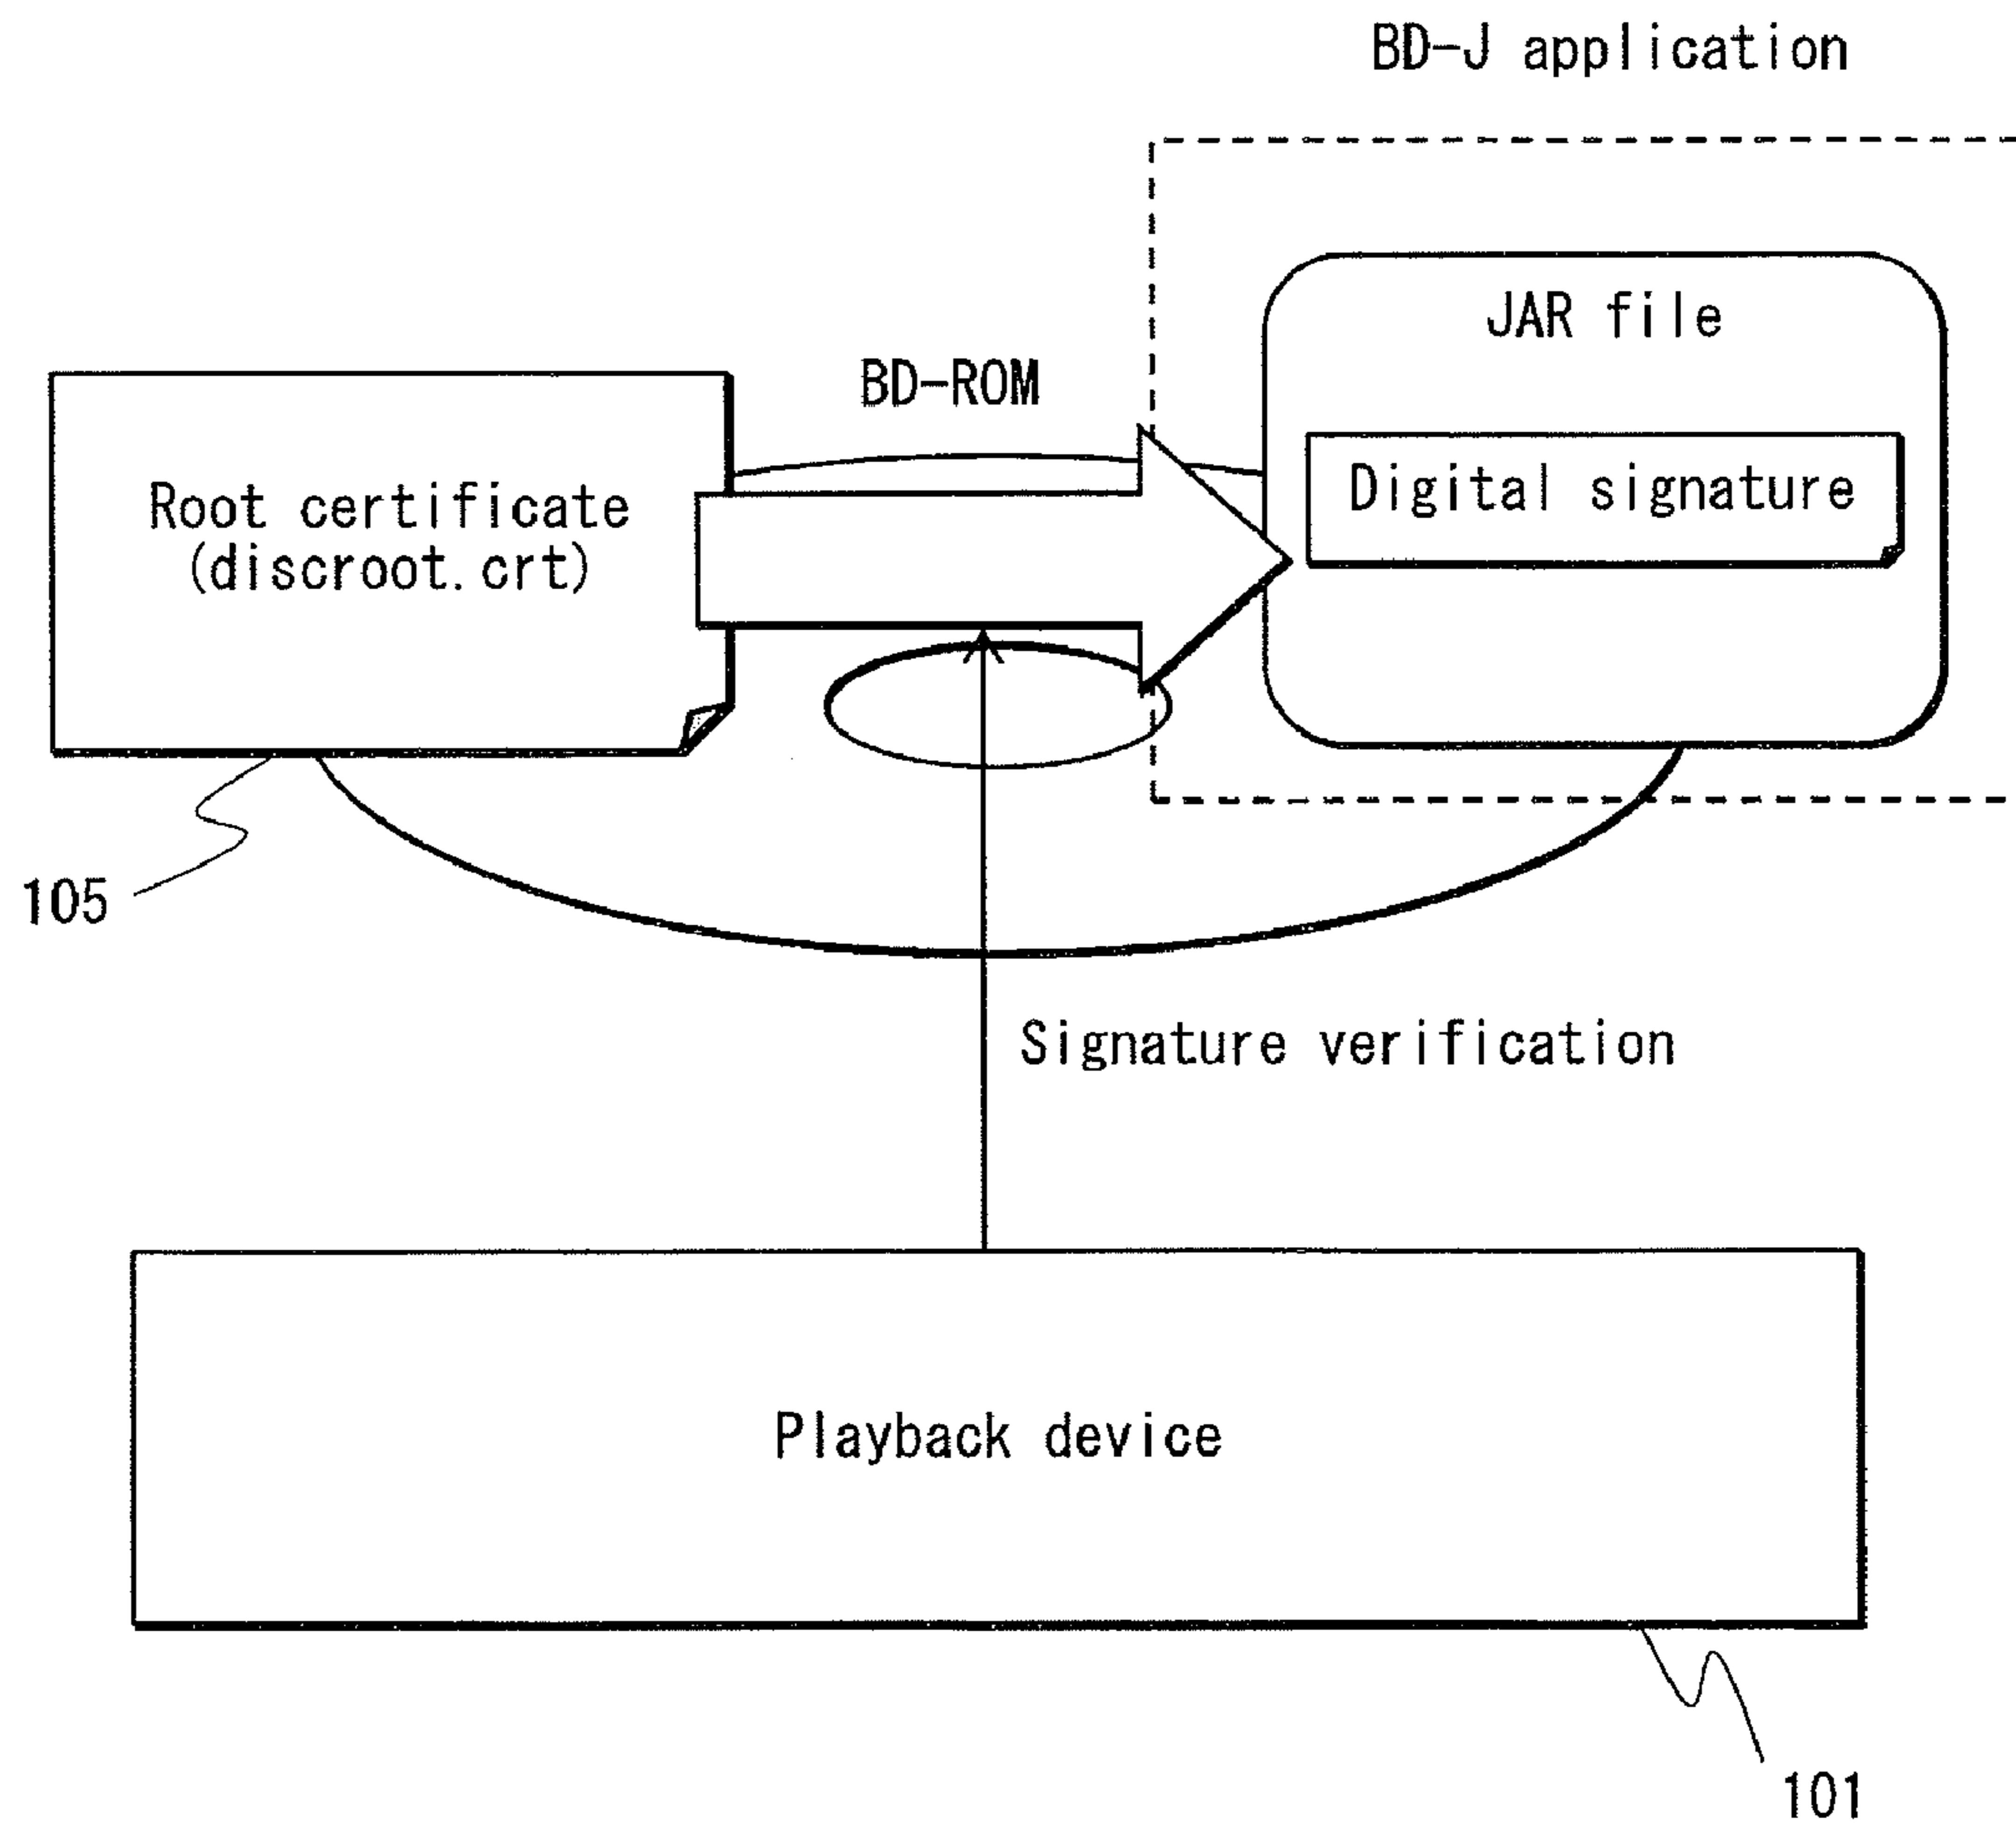 BD-J application
JAR file
BD-ROM
Digital signature
Root certificate
(discroot.crt)
105
Signature verification
Playback device
101